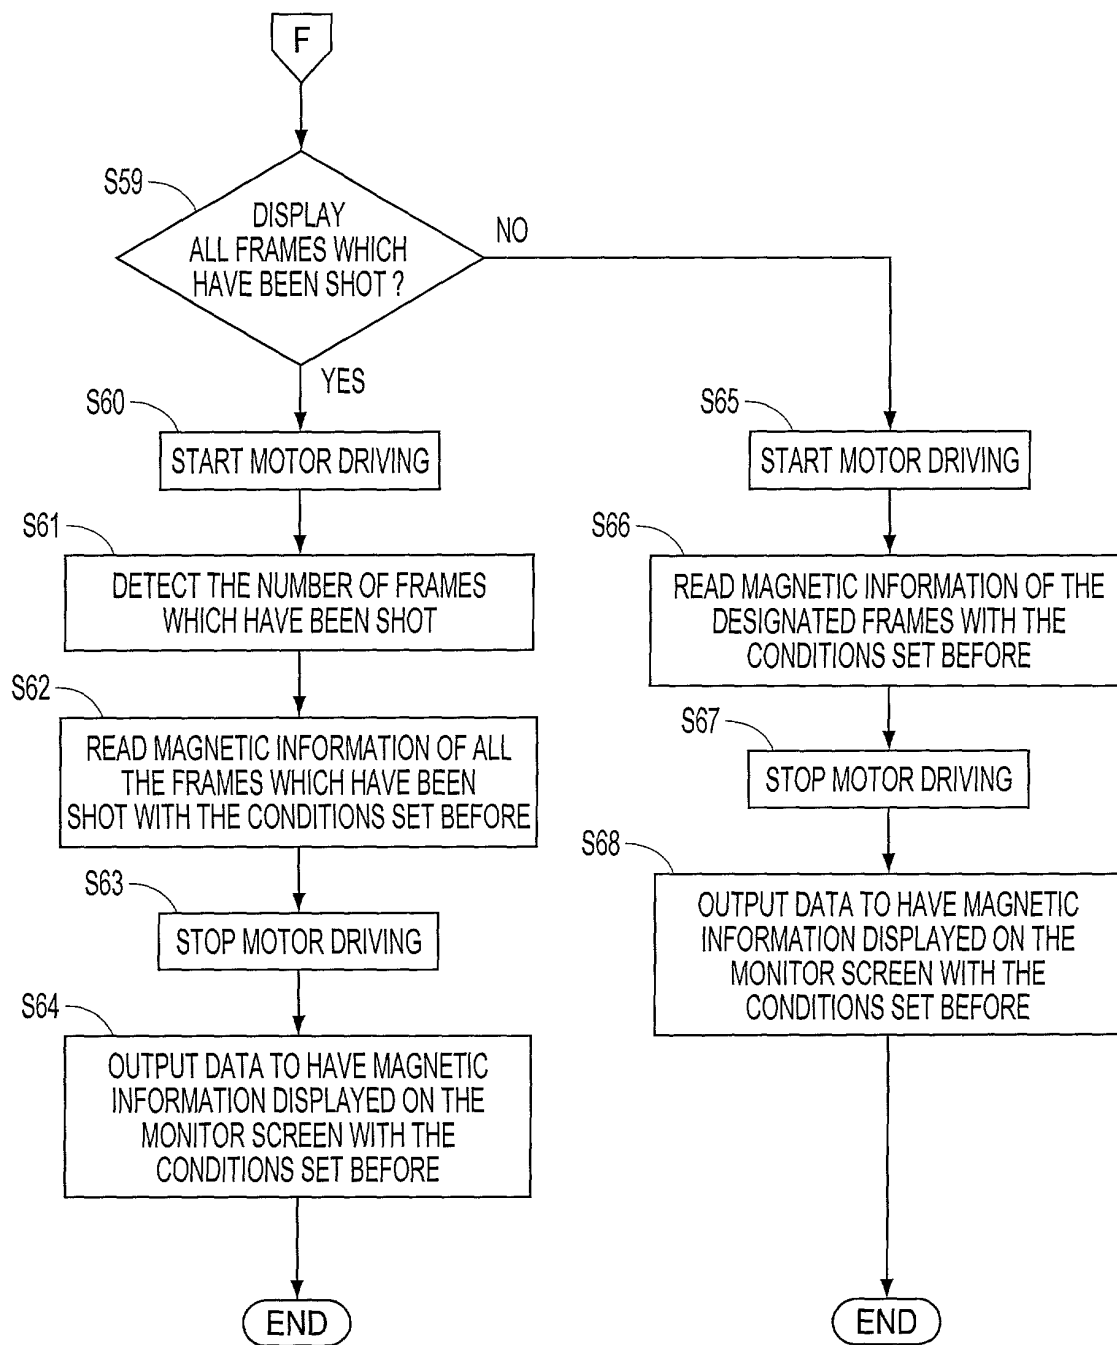 F
S59
DISPLAY
ALL FRAMES WHICH
HAVE BEEN SHOT ?
NO
YES
S60
START MOTOR DRIVING
S61
DETECT THE NUMBER OF FRAMES
WHICH HAVE BEEN SHOT
S62
READ MAGNETIC INFORMATION OF ALL
THE FRAMES WHICH HAVE BEEN
SHOT WITH THE CONDITIONS SET BEFORE
S63
STOP MOTOR DRIVING
S64
OUTPUT DATA TO HAVE MAGNETIC
INFORMATION DISPLAYED ON THE
MONITOR SCREEN WITH THE
CONDITIONS SET BEFORE
END
S65
START MOTOR DRIVING
S66
READ MAGNETIC INFORMATION OF THE
DESIGNATED FRAMES WITH THE
CONDITIONS SET BEFORE
S67
STOP MOTOR DRIVING
S68
OUTPUT DATA TO HAVE MAGNETIC
INFORMATION DISPLAYED ON THE
MONITOR SCREEN WITH THE
CONDITIONS SET BEFORE
END